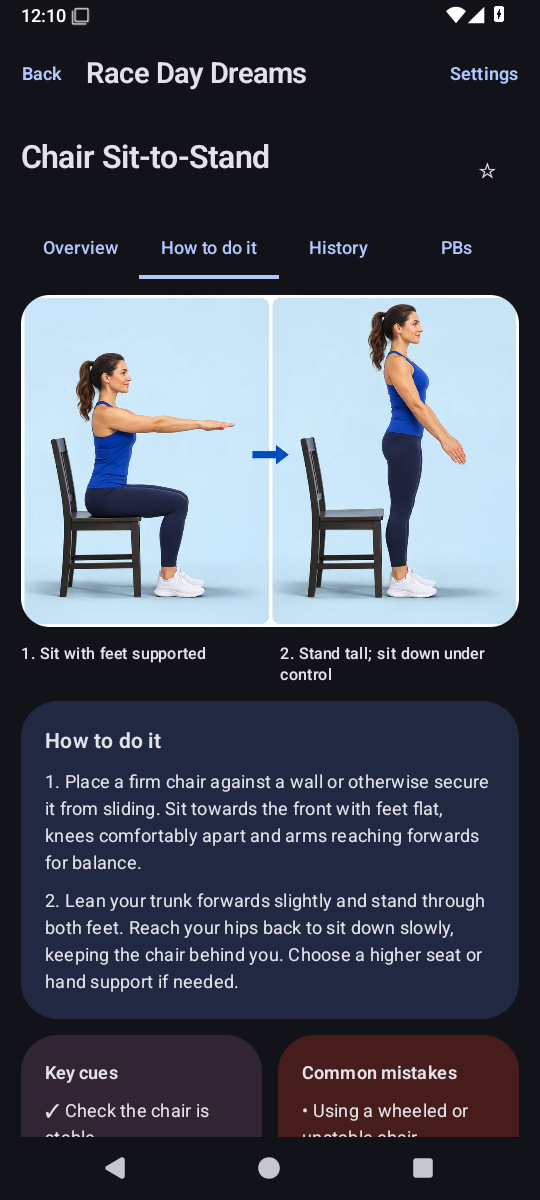 12:10
Back
Race Day Dreams
Settings
Chair Sit-to-Stand
Overview
How to do it
History
PBs
1. Sit with feet supported
2. Stand tall; sit down under
control
How to do it
1. Place a firm chair against a wall or otherwise secure
it from sliding. Sit towards the front with feet flat,
knees comfortably apart and arms reaching forwards
for balance.
2. Lean your trunk forwards slightly and stand through
both feet. Reach your hips back to sit down slowly,
keeping the chair behind you. Choose a higher seat or
hand support if needed.
Key cues
✓ Check the chair is
stable
Common mistakes
• Using a wheeled or
unstable chair